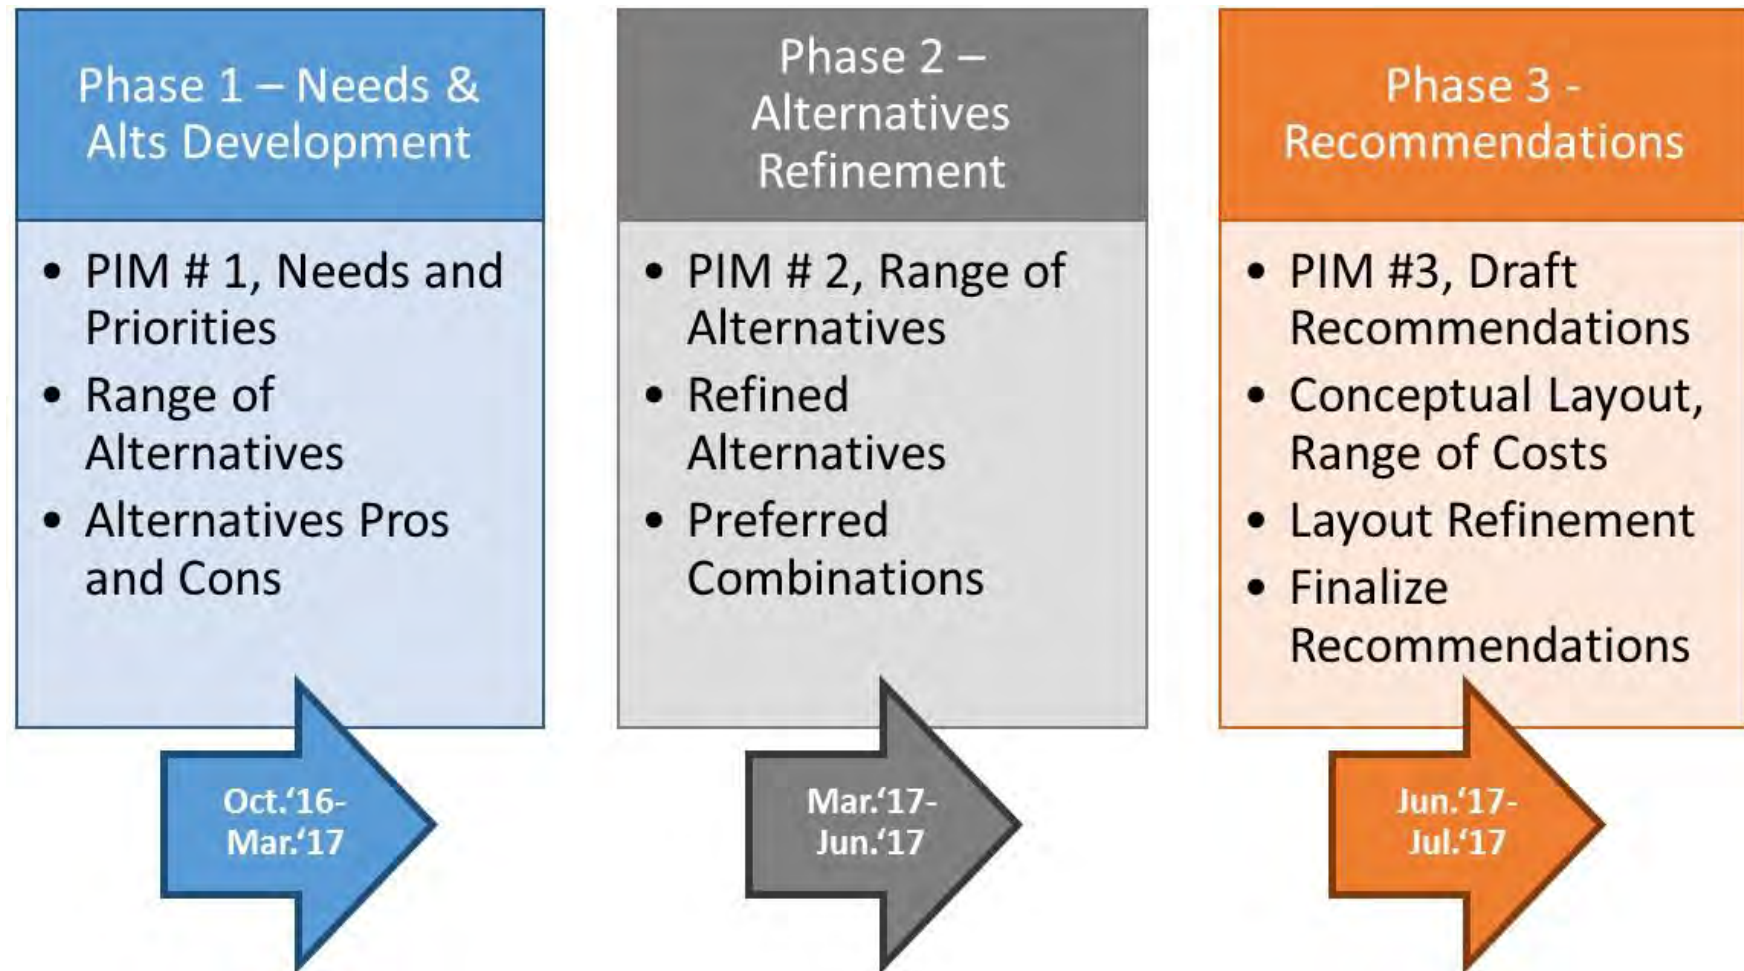 Phase 1 – Needs &
Alts Development
• PIM # 1, Needs and
Priorities
• Range of
Alternatives
• Alternatives Pros
and Cons
Oct.‘16-
Mar.‘17
Phase 2 –
Alternatives
Refinement
• PIM # 2, Range of
Alternatives
• Refined
Alternatives
• Preferred
Combinations
Mar.‘17-
Jun.‘17
Phase 3 -
Recommendations
• PIM #3, Draft
Recommendations
• Conceptual Layout,
Range of Costs
• Layout Refinement
• Finalize
Recommendations
Jun.‘17-
Jul.‘17